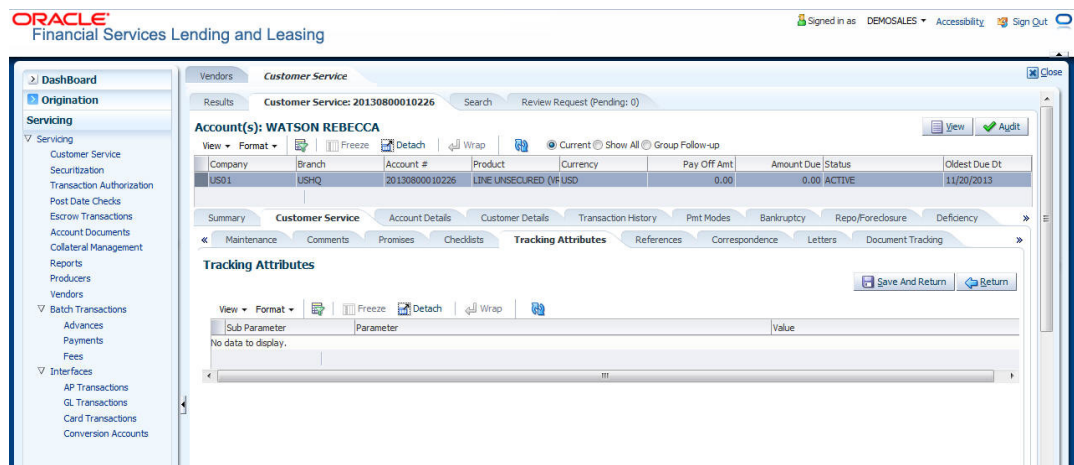 ORACLE
Financial Services Lending and Leasing
Signed in as DEMOSALES Accessibility Sign Out
Close
DashBoard
Origination
Servicing
Servicing
Customer Service
Securitization
Transaction Authorization
Post Date Checks
Escrow Transactions
Account Documents
Collateral Management
Reports
Producers
Vendors
Batch Transactions
Advances
Payments
Fees
Interfaces
AP Transactions
GL Transactions
Card Transactions
Conversion Accounts
Vendors Customer Service
Results Customer Service: 20130800010226 Search Review Request (Pending: 0)
Account(s): WATSON REBECCA
View Audit
View Format Freeze Detach Wrap Current Show All Group Follow-up
Company Branch Account # Product Currency Pay Off Amt Amount Due Status Oldest Due Dt
US01 USHQ 20130800010226 LINE UNSECURED (VR USD 0.00 0.00 ACTIVE 11/20/2013
Summary Customer Service Account Details Customer Details Transaction History Pmt Modes Bankruptcy Repo/Foreclosure Deficiency »
« Maintenance Comments Promises Checklists Tracking Attributes References Correspondence Letters Document Tracking »
Tracking Attributes
Save And Return Return
View Format Freeze Detach Wrap
Sub Parameter Parameter Value
No data to display.